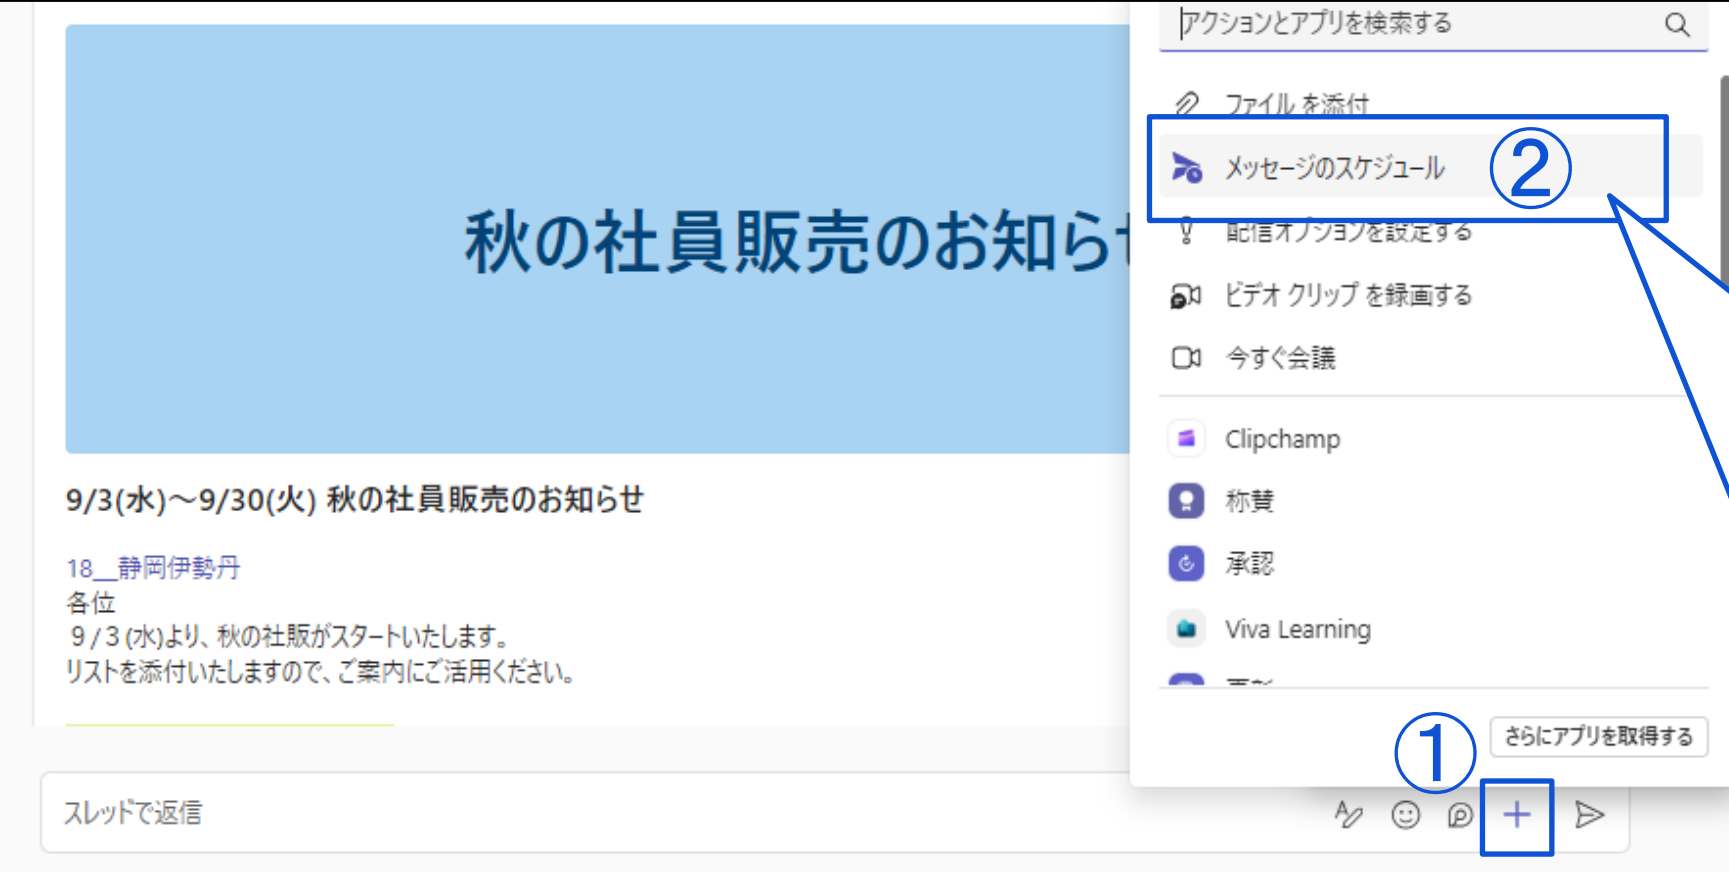 秋の社員販売のお知ら
9/3(水)～9/30(火) 秋の社員販売のお知らせ
18__静岡伊勢丹
各位
９/３(水)より、秋の社販がスタートいたします。
リストを添付いたしますので、ご案内にご活用ください。
スレッドで返信
アクションとアプリを検索する
ファイル を添付
メッセージのスケジュール
②
配信オプションを設定する
ビデオ クリップ を録画する
今すぐ会議
Clipchamp
称賛
承認
Viva Learning
さらにアプリを取得する
①